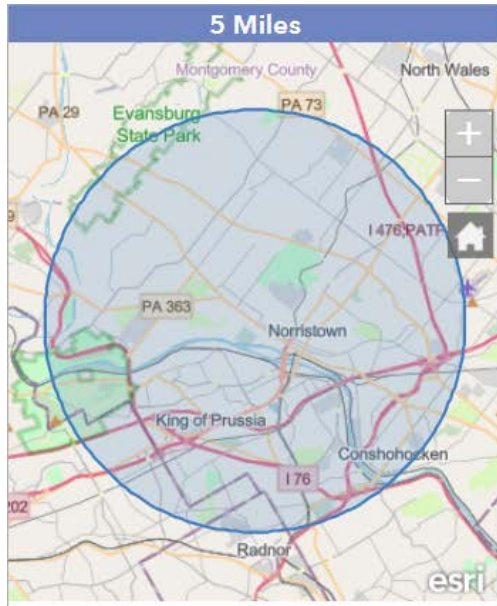 5 Miles
Montgomery County
North Wales
PA 73
PA 29
Evansburg
State Park
I 476;PATP
9
PA 363
Norristown
King of Prussia
Conshohocken
I 76
202
Radnor
esri